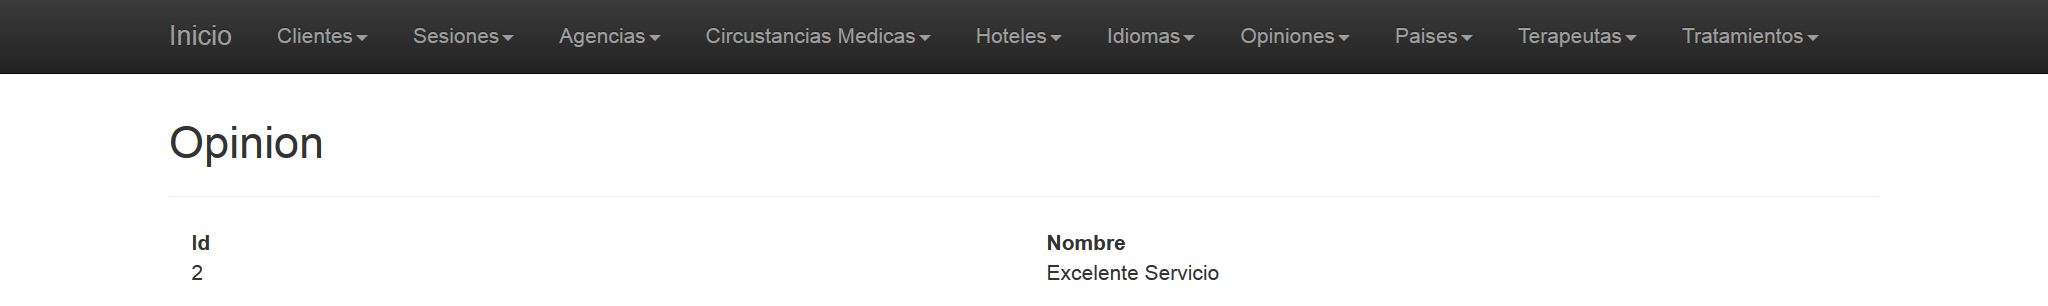 Inicio Clientes Sesiones Agencias Circustancias Medicas Hoteles Idiomas Opiniones Paises Terapeutas Tratamientos
Opinion
Id Nombre
2 Excelente Servicio